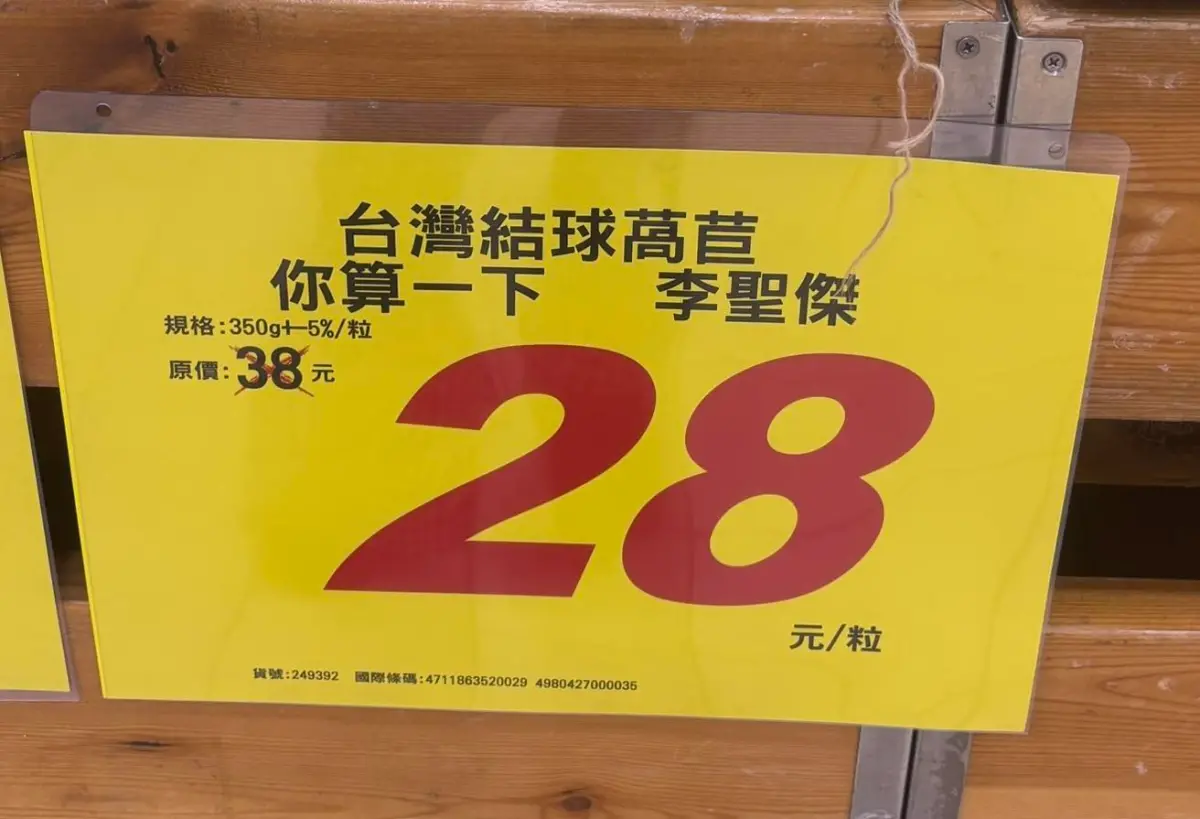 台灣結球萵苣
你算一下 李聖傑
規格:350g+-5%/粒
原價:38元
28
元/粒
貨號:249392 國際條碼:4711863520029 4980427000035